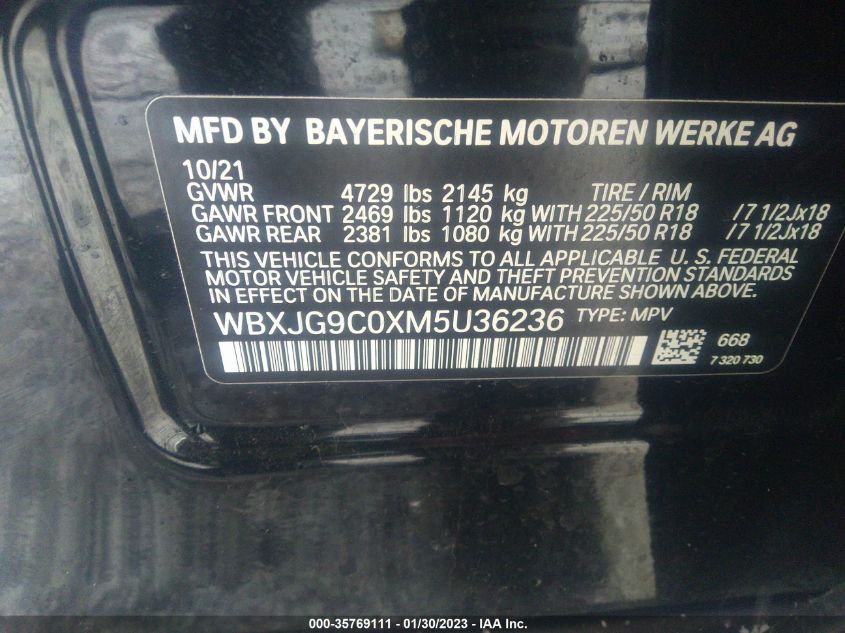 MFD BY BAYERISCHE MOTOREN WERKE AG
10/21
GVWR 4729 lbs 2145 kg TIRE / RIM
GAWR FRONT 2469 lbs 1120 kg WITH 225/50 R18 / 7 1/2Jx18
GAWR REAR 2381 lbs 1080 kg WITH 225/50 R18 / 7 1/2Jx18
THIS VEHICLE CONFORMS TO ALL APPLICABLE U. S. FEDERAL
MOTOR VEHICLE SAFETY AND THEFT PREVENTION STANDARDS
IN EFFECT ON THE DATE OF MANUFACTURE SHOWN ABOVE.
WBXJG9C0XM5U36236 TYPE: MPV
668
7 320 730
000-35769111 - 01/30/2023 - IAA Inc.